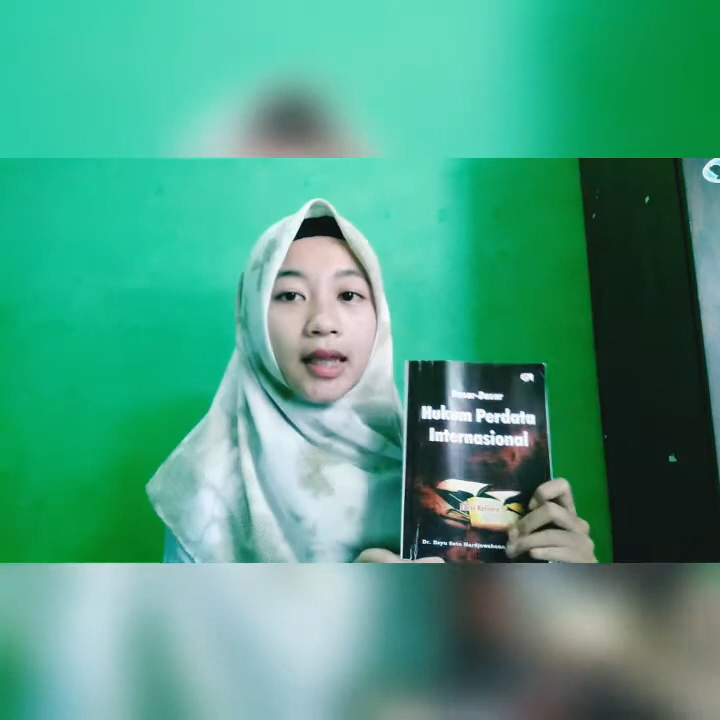 Dasar-Dasar
Hukum Perdata
Internasional
Dr. Bayu Seto Hardjowahono